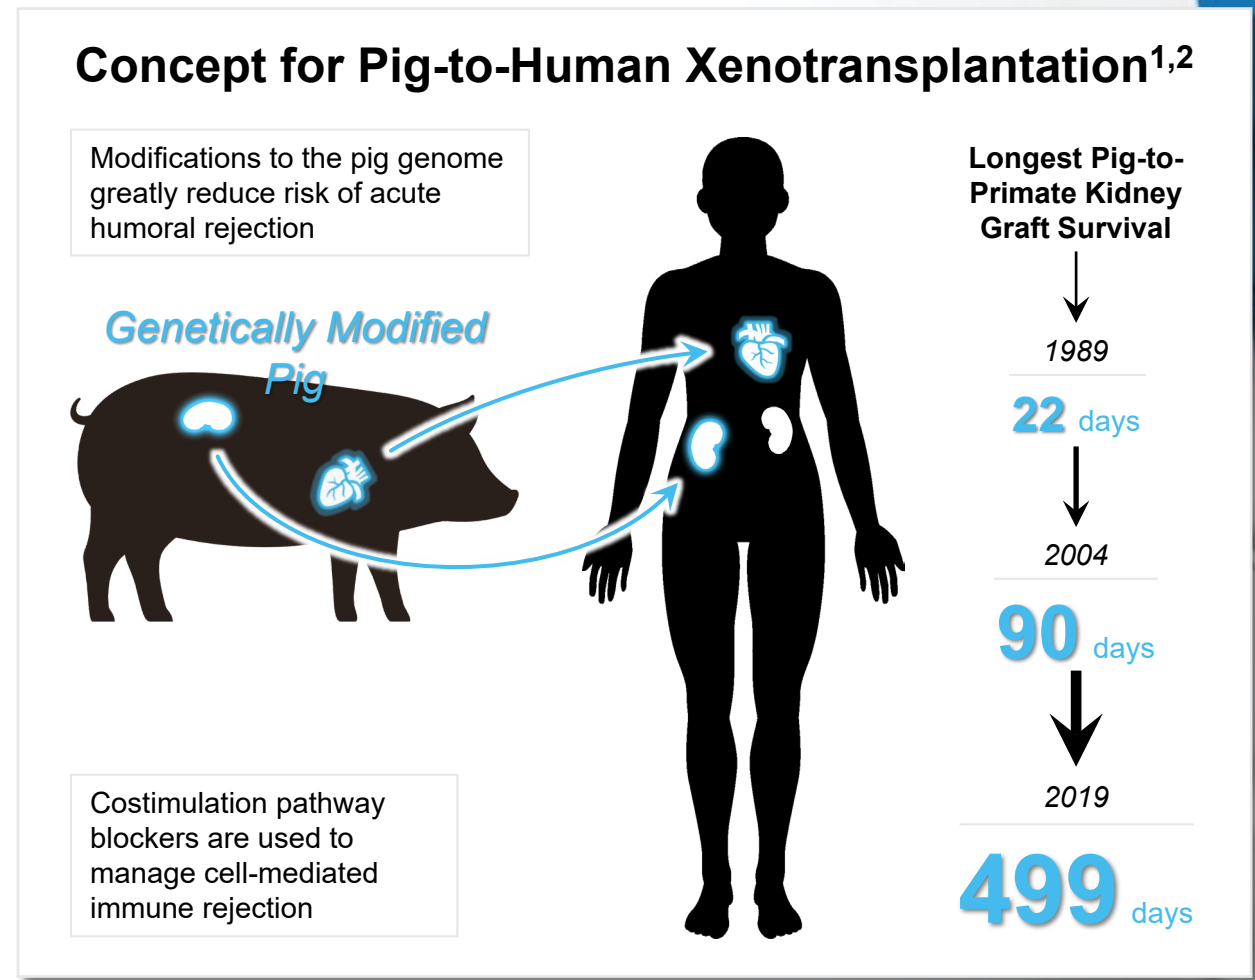 Concept for Pig-to-Human Xenotransplantation1,2
Modifications to the pig genome
greatly reduce risk of acute
humoral rejection
Genetically Modified
Pig
Costimulation pathway
blockers are used to
manage cell-mediated
immune rejection
Longest Pig-to-
Primate Kidney
Graft Survival
1989
22 days
2004
90 days
2019
499 days